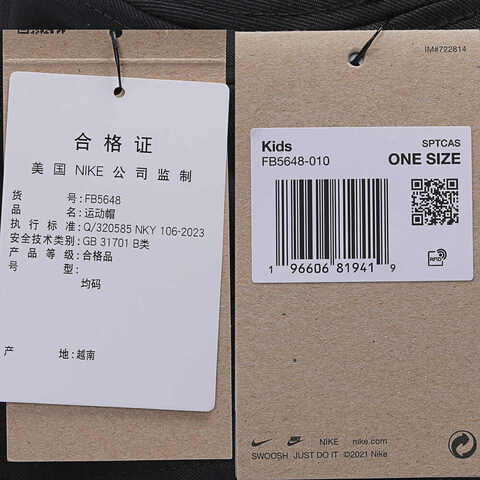 合格证
美国 NIKE 公司监制
货号: FB5648
品名: 运动帽
执行标准: Q/320585 NKY 106-2023
安全技术类别: GB 31701 B类
产品等级: 合格品
号型:
均码
产地: 越南
IM#722814
SPTCAS
Kids
FB5648-010
ONE SIZE
1 96606 81941 9
RFID
NIKE nike.com
SWOOSH JUST DO IT ©2021 Nike